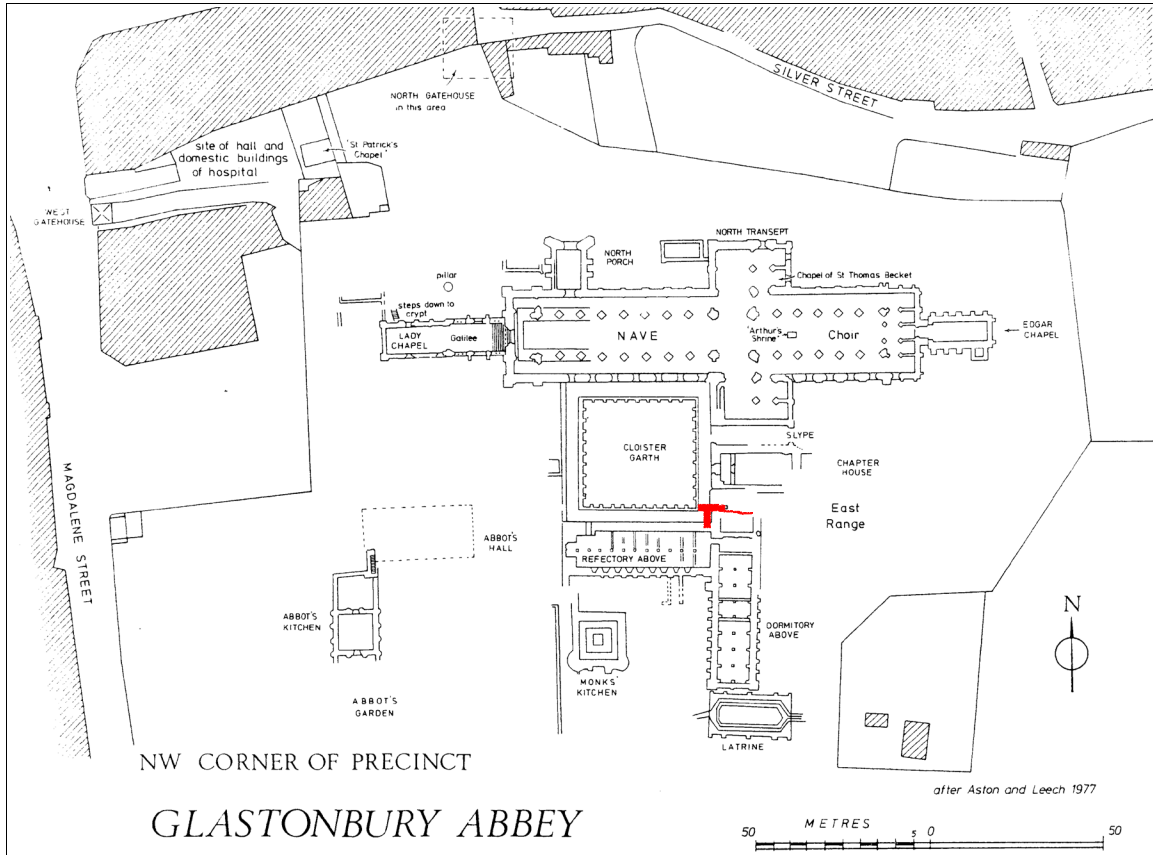 SILVER STREET
NORTH GATEHOUSE
in this area
site of hall and
domestic buildings
of hospital
'St Patrick's
Chapel'
WEST
GATEHOUSE
NORTH TRANSEPT
NORTH
PORCH
Chapel of St Thomas Becket
pillar
steps down to
crypt
LADY
CHAPEL
Galilee
NAVE
'Arthur's
Shrine'
Choir
EDGAR
CHAPEL
CLOISTER
GARTH
SLYPE
CHAPTER
HOUSE
East
Range
MAGDALENE STREET
ABBOT'S
HALL
REFECTORY ABOVE
ABBOT'S
KITCHEN
DORMITORY
ABOVE
N
MONKS'
KITCHEN
ABBOT'S
GARDEN
LATRINE
NW CORNER OF PRECINCT
after Aston and Leech 1977
GLASTONBURY ABBEY
METRES
50 5 0 50